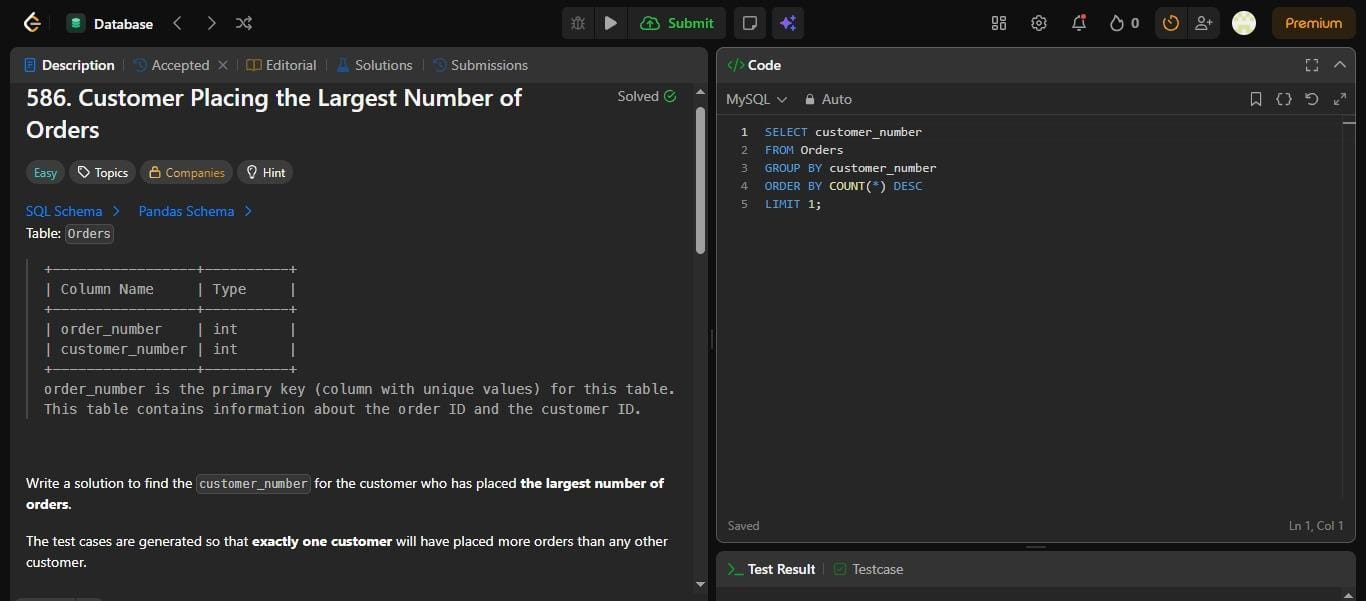 Database
Submit
0
Premium
Description
Accepted
Editorial
Solutions
Submissions
586. Customer Placing the Largest Number of
Orders
Solved
Easy
Topics
Companies
Hint
SQL Schema
Pandas Schema
Table: Orders
+-----------------+----------+
| Column Name     | Type     |
+-----------------+----------+
| order_number    | int      |
| customer_number | int      |
+-----------------+----------+
order_number is the primary key (column with unique values) for this table.
This table contains information about the order ID and the customer ID.
Write a solution to find the customer_number for the customer who has placed the largest number of
orders.
The test cases are generated so that exactly one customer will have placed more orders than any other
customer.
</> Code
MySQL
Auto
1 SELECT customer_number
2 FROM Orders
3 GROUP BY customer_number
4 ORDER BY COUNT(*) DESC
5 LIMIT 1;
Saved
Ln 1, Col 1
>_ Test Result
Testcase